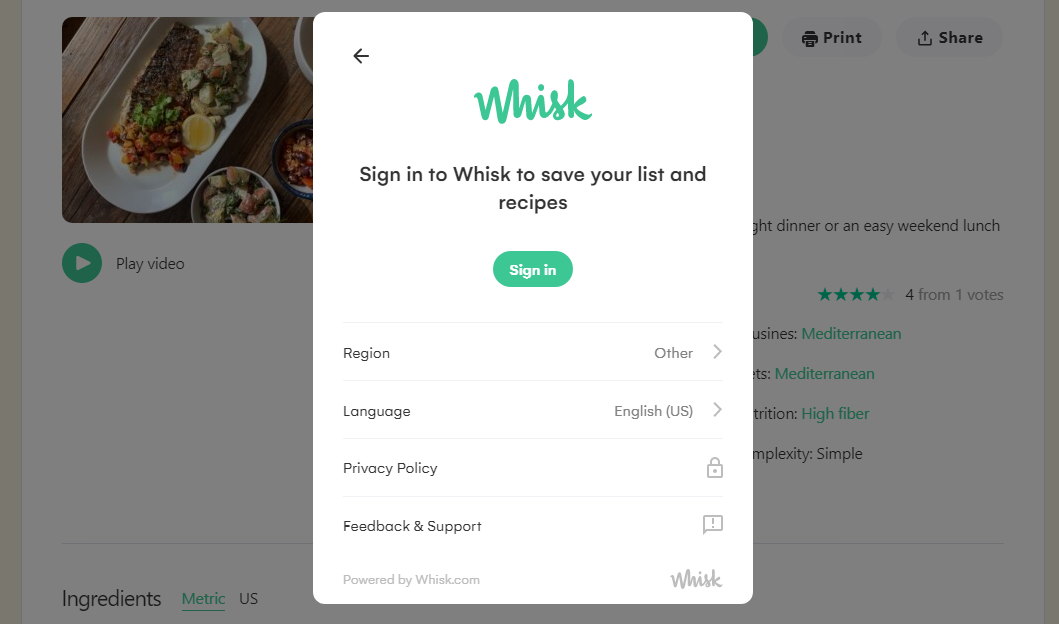 Print
Share
Whisk
Sign in to Whisk to save your list and
recipes
ght dinner or an easy weekend lunch
Sign in
Play video
4 from 1 votes
Region
Other
usines: Mediterranean
ets: Mediterranean
Language
English (US)
trition: High fiber
mplexity: Simple
Privacy Policy
Feedback & Support
Powered by Whisk.com
Whisk
Ingredients
Metric
US